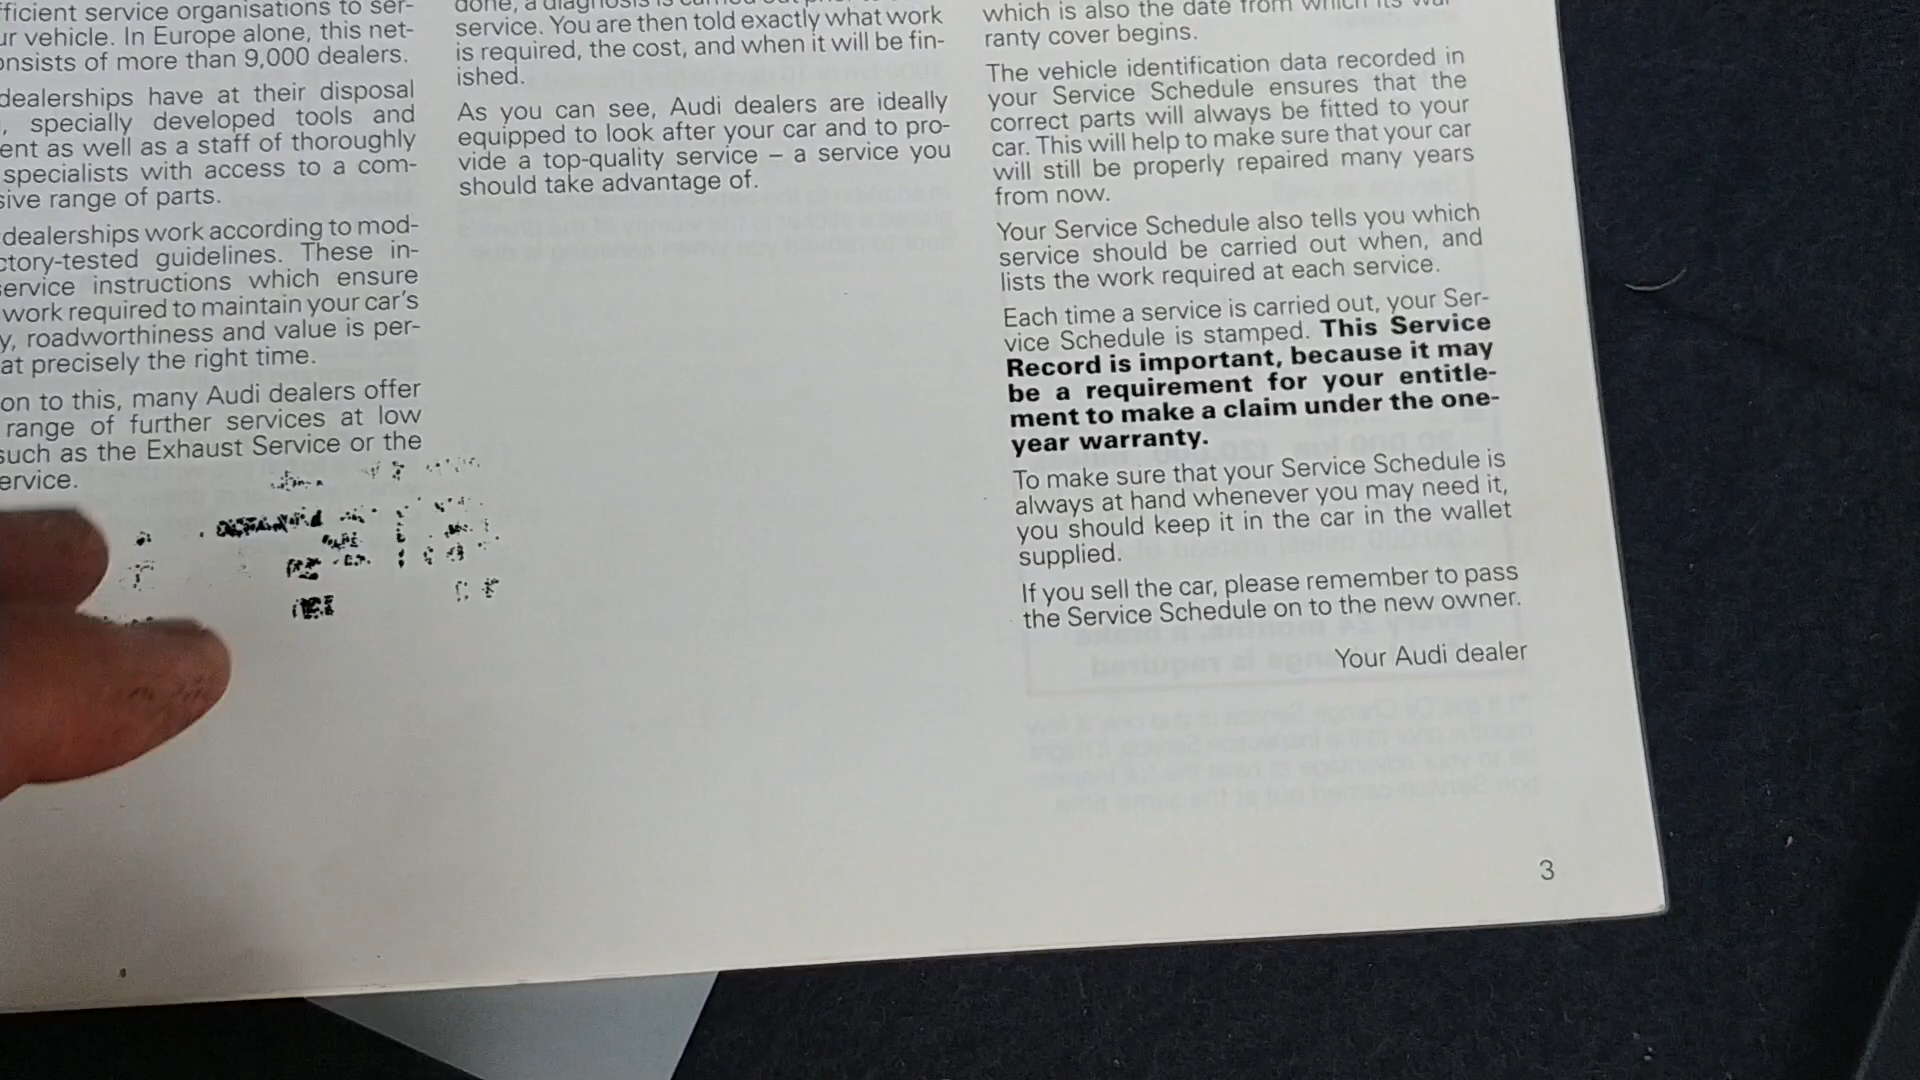 service organisations to ser-
vehicle. In Europe alone, this net-
of more than 9,000 dealers.
dealerships have at their disposal
, specially developed tools and
as well as a staff of thoroughly
specialists with access to a com-
range of parts.
dealerships work according to mod-
guidelines. These in-
service instructions which ensure
work required to maintain your car's
y, roadworthiness and value is per-
at precisely the right time.
on to this, many Audi dealers offer
range of further services at low
such as the Exhaust Service or the
ervice.
service. You are then told exactly what work
is required, the cost, and when it will be fin-
ished.
As you can see, Audi dealers are ideally
equipped to look after your car and to pro-
vide a top-quality service – a service you
should take advantage of.
which is also the date from which its war-
ranty cover begins.
The vehicle identification data recorded in
your Service Schedule ensures that the
correct parts will always be fitted to your
car. This will help to make sure that your car
will still be properly repaired many years
from now.
Your Service Schedule also tells you which
service should be carried out when, and
lists the work required at each service.
Each time a service is carried out, your Ser-
vice Schedule is stamped. This Service
Record is important, because it may
be a requirement for your entitle-
ment to make a claim under the one-
year warranty.
To make sure that your Service Schedule is
always at hand whenever you may need it,
you should keep it in the car in the wallet
supplied.
If you sell the car, please remember to pass
the Service Schedule on to the new owner.
Your Audi dealer
3